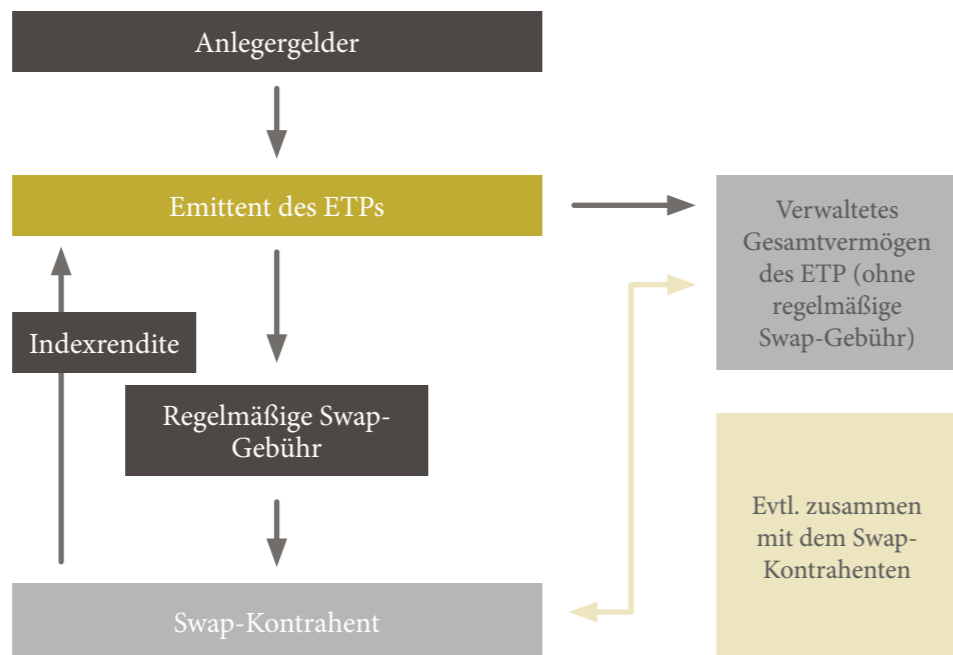 Anlegergelder
Emittent des ETPs
Verwaltetes
Gesamtvermögen
des ETP (ohne
regelmäßige
Swap-Gebühr)
Indexrendite
Regelmäßige Swap-
Gebühr
Evtl. zusammen
mit dem Swap-
Kontrahenten
Swap-Kontrahent